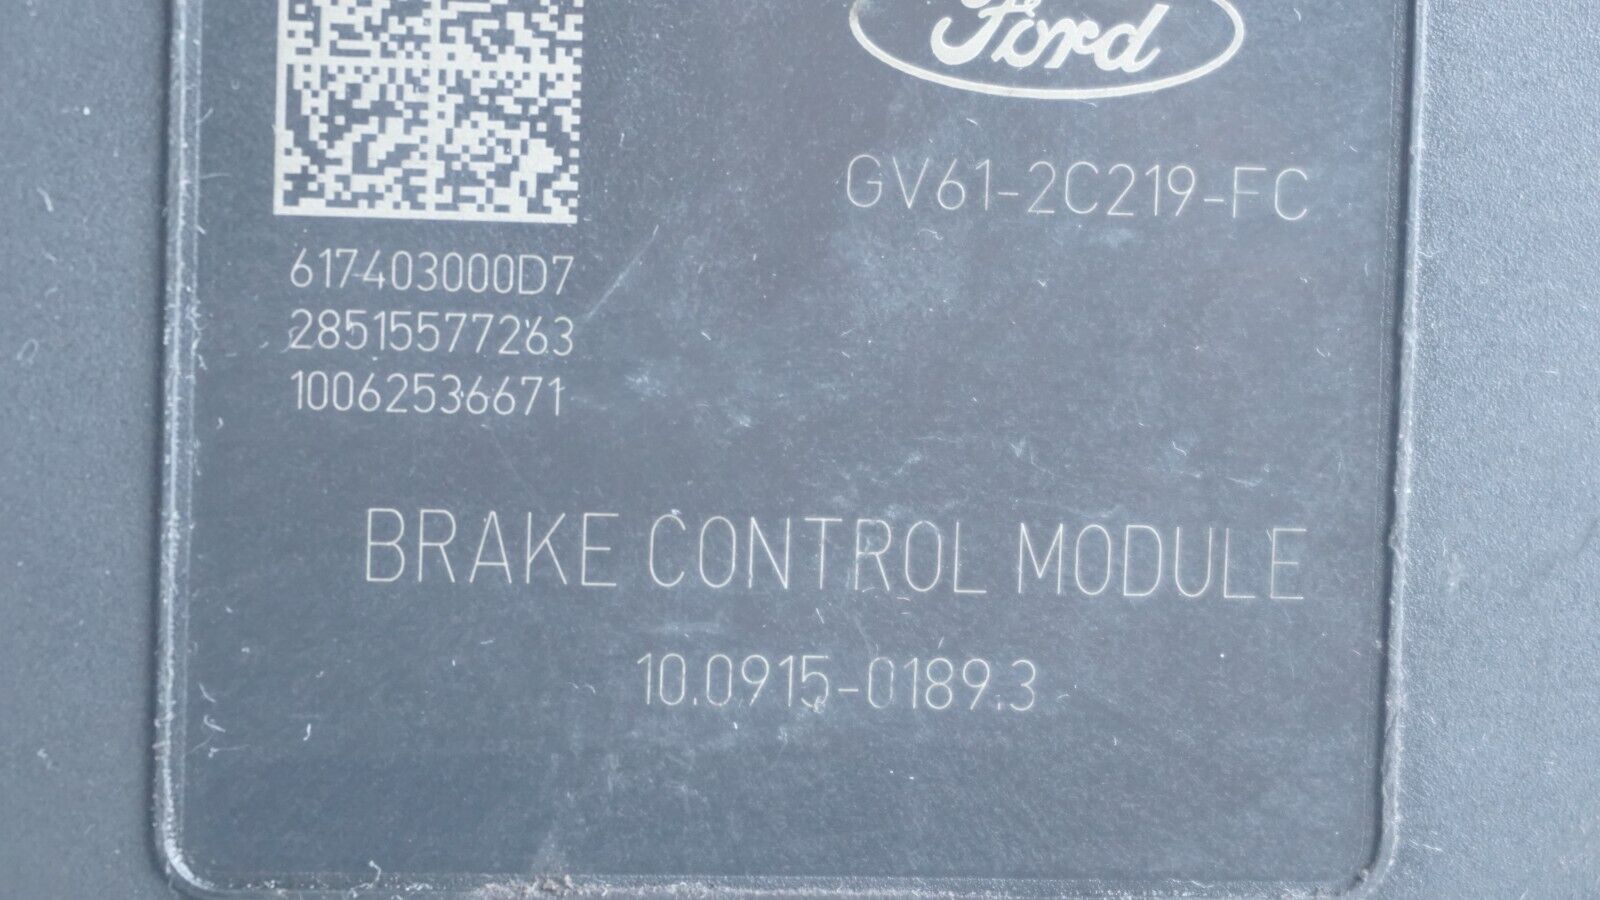 Ford
GV61-2C219-FC
617403000D7
28515577263
10062536671
BRAKE CONTROL MODULE
10.0915-0189.3